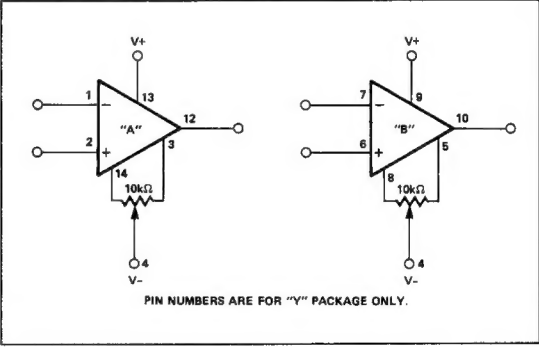 V+ V+
13 9
1 − 12 7 − 10
"A" "B"
2 + 3 6 + 5
14 8
10kΩ 10kΩ
4 4
V− V−
PIN NUMBERS ARE FOR "Y" PACKAGE ONLY.